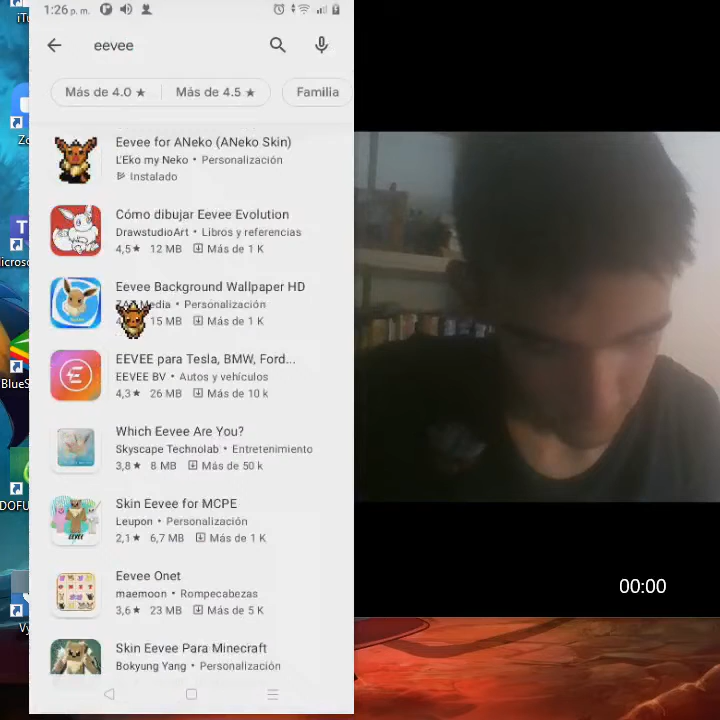 1:26 p. m.
eevee
Más de 4.0 ★
Más de 4.5 ★
Familia
Eevee for ANeko (ANeko Skin)
L'Eko my Neko • Personalización
Instalado
Cómo dibujar Eevee Evolution
DrawstudioArt • Libros y referencias
4,5★ 12 MB Más de 1 K
Eevee Background Wallpaper HD
Media • Personalización
15 MB Más de 1 K
EEVEE para Tesla, BMW, Ford...
EEVEE BV • Autos y vehículos
4,3★ 26 MB Más de 10 k
Which Eevee Are You?
Skyscape Technolab • Entretenimiento
3,8★ 8 MB Más de 50 k
Skin Eevee for MCPE
Leupon • Personalización
2,1★ 6,7 MB Más de 1 K
Eevee Onet
maemoon • Rompecabezas
3,6★ 23 MB Más de 5 K
Skin Eevee Para Minecraft
Bokyung Yang • Personalización
00:00